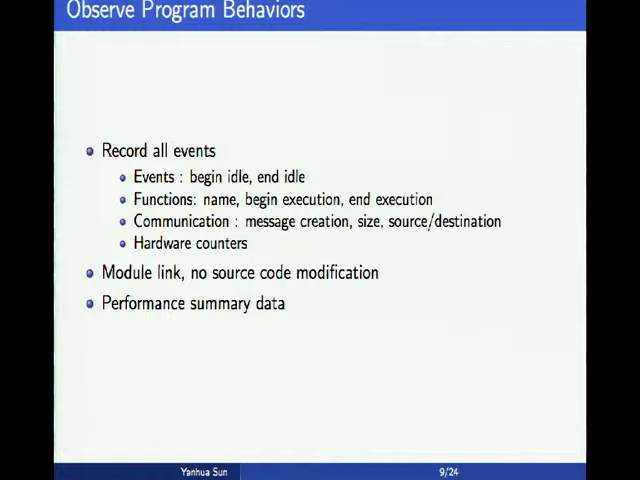 Observe Program Behaviors
Record all events
Events : begin idle, end idle
Functions: name, begin execution, end execution
Communication : message creation, size, source/destination
Hardware counters
Module link, no source code modification
Performance summary data
Yanhua Sun
9/24